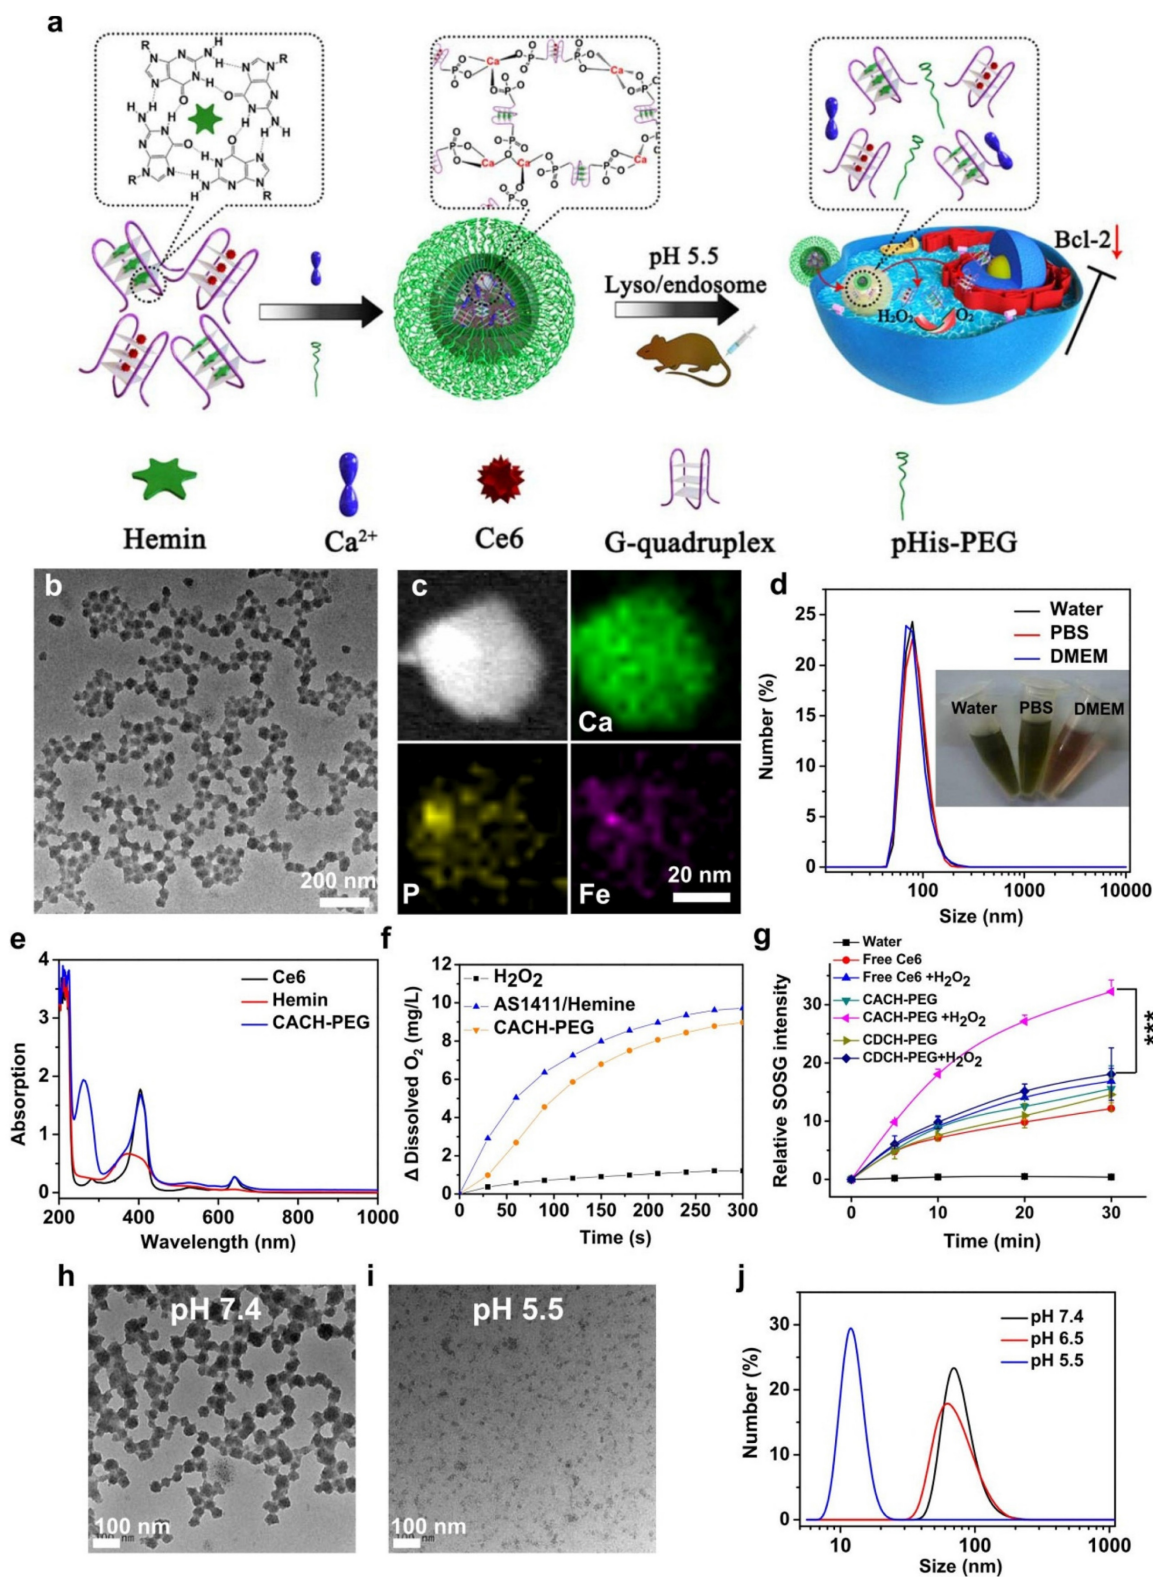 a
R
N
N
N
N
H
N
N
R
H
N
H
O
N
N
N
H
H
O
H
N
H
H
O
H
N
H
N
O
N
H
N
N
R
N
N
H
H
N
N
N
R
Ca
Ca
Ca
Ca
O
P
O
O
P
O
pH 5.5
Lyso/endosome
Bcl-2
H2O2
O2
Hemin
Ca2+
Ce6
G-quadruplex
pHis-PEG
b
200 nm
c
Ca
P
Fe
20 nm
d
Number (%)
25
20
15
10
5
0
100
1000
10000
Size (nm)
Water
PBS
DMEM
Water
PBS
DMEM
e
Absorption
4
3
2
1
0
200
400
600
800
1000
Wavelength (nm)
Ce6
Hemin
CACH-PEG
f
Δ Dissolved O2 (mg/L)
12
10
8
6
4
2
0
0
50
100
150
200
250
300
Time (s)
H2O2
AS1411/Hemine
CACH-PEG
g
Relative SOSG intensity
30
20
10
0
0
10
20
30
Time (min)
Water
Free Ce6
Free Ce6 +H2O2
CACH-PEG
CACH-PEG +H2O2
CDCH-PEG
CDCH-PEG+H2O2
***
h
pH 7.4
100 nm
i
pH 5.5
100 nm
j
Number (%)
30
20
10
0
10
100
1000
Size (nm)
pH 7.4
pH 6.5
pH 5.5